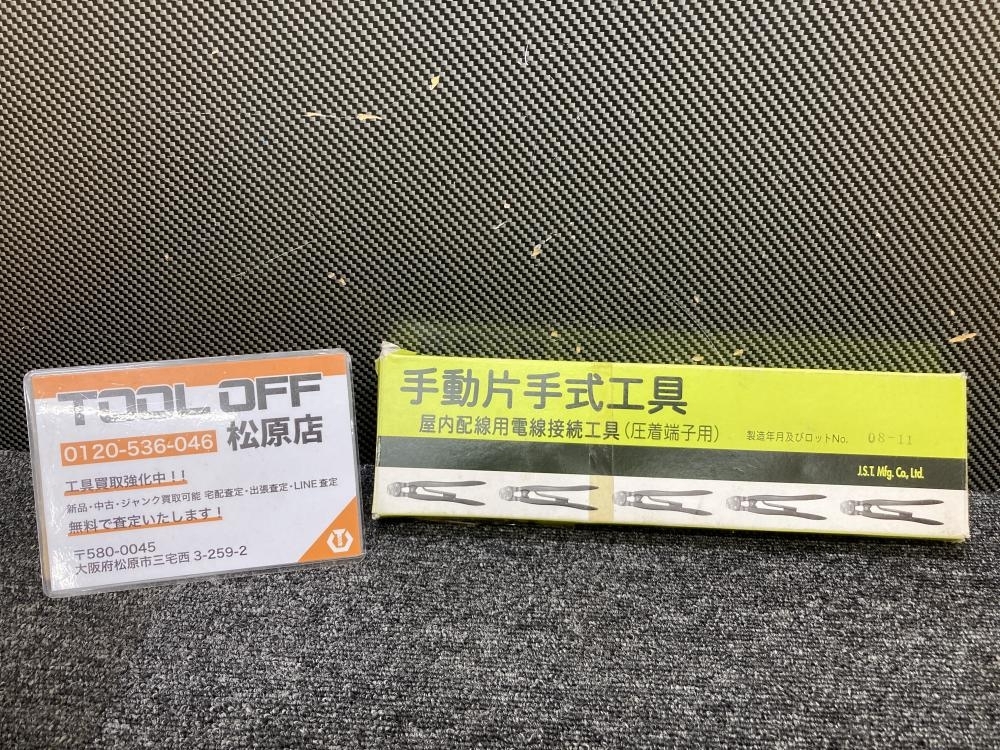 TOOL OFF
松原店
0120-536-046
工具買取強化中！！
新品・中古・ジャンク買取可能 宅配査定・出張査定・LINE査定
無料で査定いたします！
〒580-0045
大阪府松原市三宅西 3-259-2
手動片手式工具
屋内配線用電線接続工具(圧着端子用)
製造年月及びロットNo. 08-11
J.S.T. Mfg. Co., Ltd.